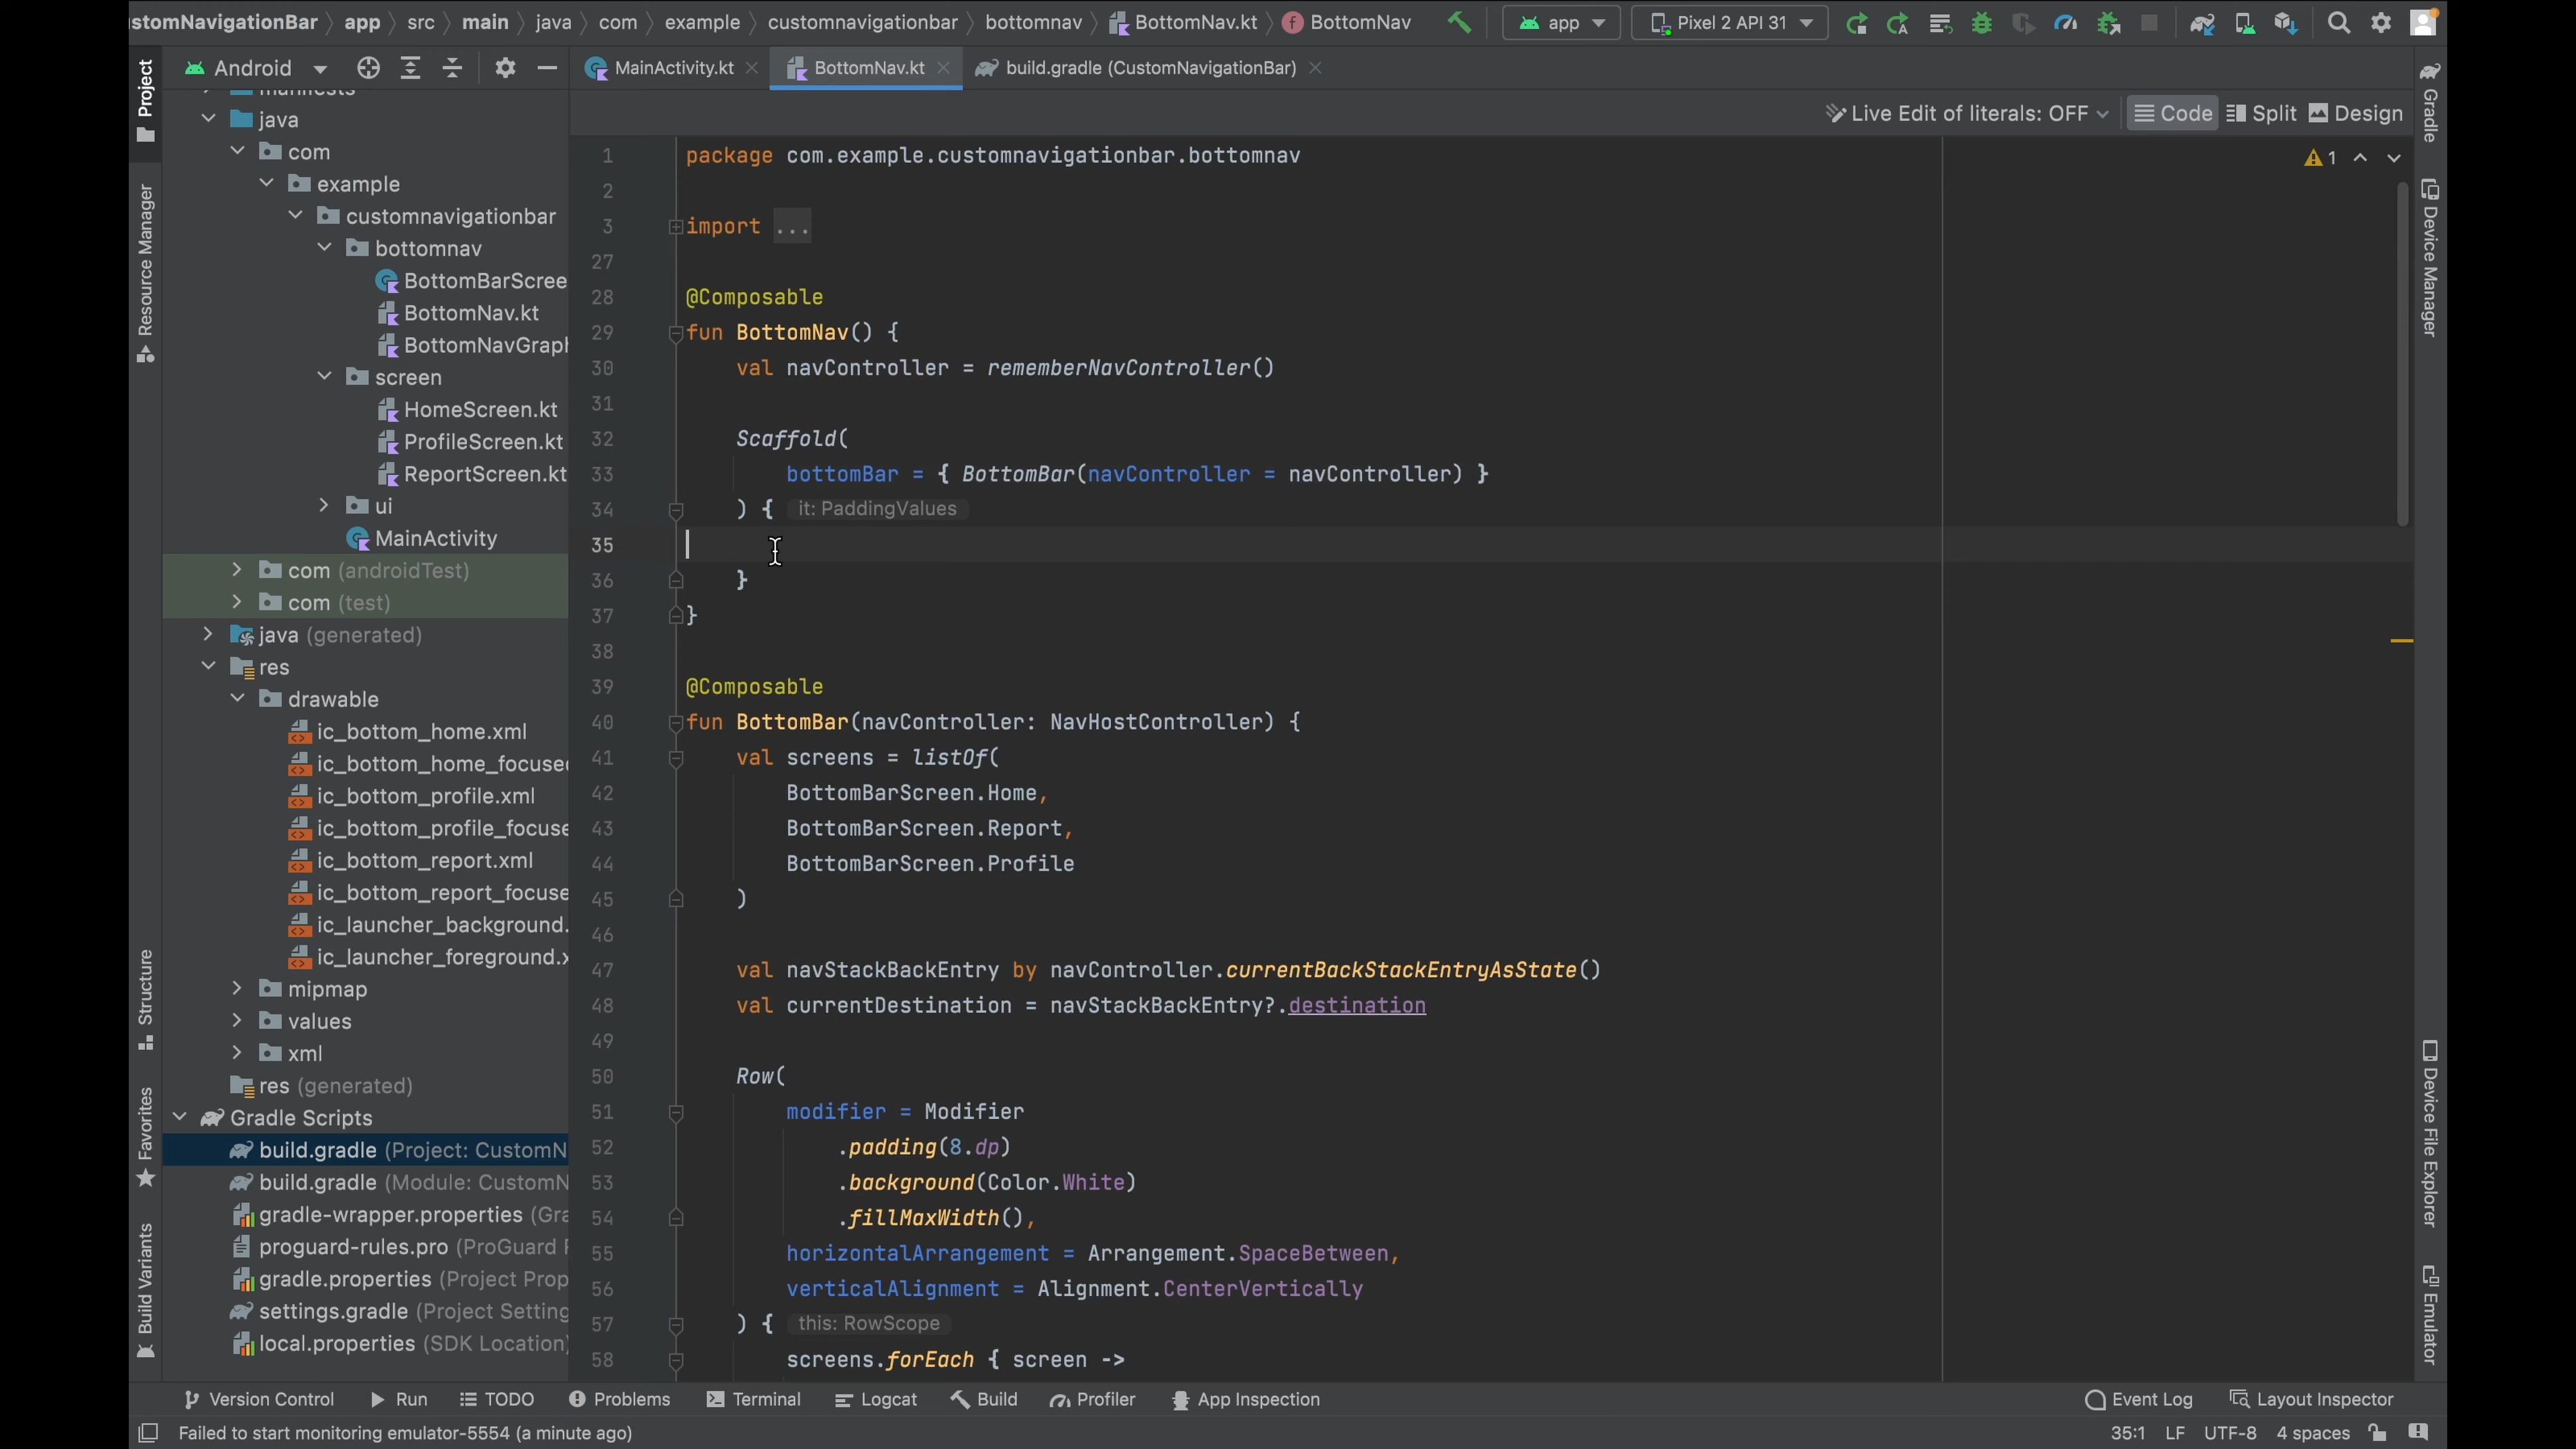 stomNavigationBar app src main java com example customnavigationbar bottomnav BottomNav.kt BottomNav app Pixel 2 API 31
Project
Android
MainActivity.kt BottomNav.kt build.gradle (CustomNavigationBar)
Live Edit of literals: OFF Code Split Design
manifests
java
com
example
customnavigationbar
bottomnav
BottomBarScree
BottomNav.kt
BottomNavGraph
screen
HomeScreen.kt
ProfileScreen.kt
ReportScreen.kt
ui
MainActivity
com (androidTest)
com (test)
java (generated)
res
drawable
ic_bottom_home.xml
ic_bottom_home_focused
ic_bottom_profile.xml
ic_bottom_profile_focuse
ic_bottom_report.xml
ic_bottom_report_focuse
ic_launcher_background.
ic_launcher_foreground.x
mipmap
values
xml
res (generated)
Gradle Scripts
build.gradle (Project: CustomN
build.gradle (Module: CustomN
gradle-wrapper.properties (Gra
proguard-rules.pro (ProGuard R
gradle.properties (Project Prop
settings.gradle (Project Setting
local.properties (SDK Location)
Resource Manager
Structure
Favorites
Build Variants
1 package com.example.customnavigationbar.bottomnav
2
3 import ...
27
28 @Composable
29 fun BottomNav() {
30 val navController = rememberNavController()
31
32 Scaffold(
33 bottomBar = { BottomBar(navController = navController) }
34 ) { it: PaddingValues
35
36 }
37 }
38
39 @Composable
40 fun BottomBar(navController: NavHostController) {
41 val screens = listOf(
42 BottomBarScreen.Home,
43 BottomBarScreen.Report,
44 BottomBarScreen.Profile
45 )
46
47 val navStackBackEntry by navController.currentBackStackEntryAsState()
48 val currentDestination = navStackBackEntry?.destination
49
50 Row(
51 modifier = Modifier
52 .padding(8.dp)
53 .background(Color.White)
54 .fillMaxWidth(),
55 horizontalArrangement = Arrangement.SpaceBetween,
56 verticalAlignment = Alignment.CenterVertically
57 ) { this: RowScope
58 screens.forEach { screen ->
1
Gradle
Device Manager
Device File Explorer
Emulator
Version Control Run TODO Problems Terminal Logcat Build Profiler App Inspection Event Log Layout Inspector
Failed to start monitoring emulator-5554 (a minute ago) 35:1 LF UTF-8 4 spaces